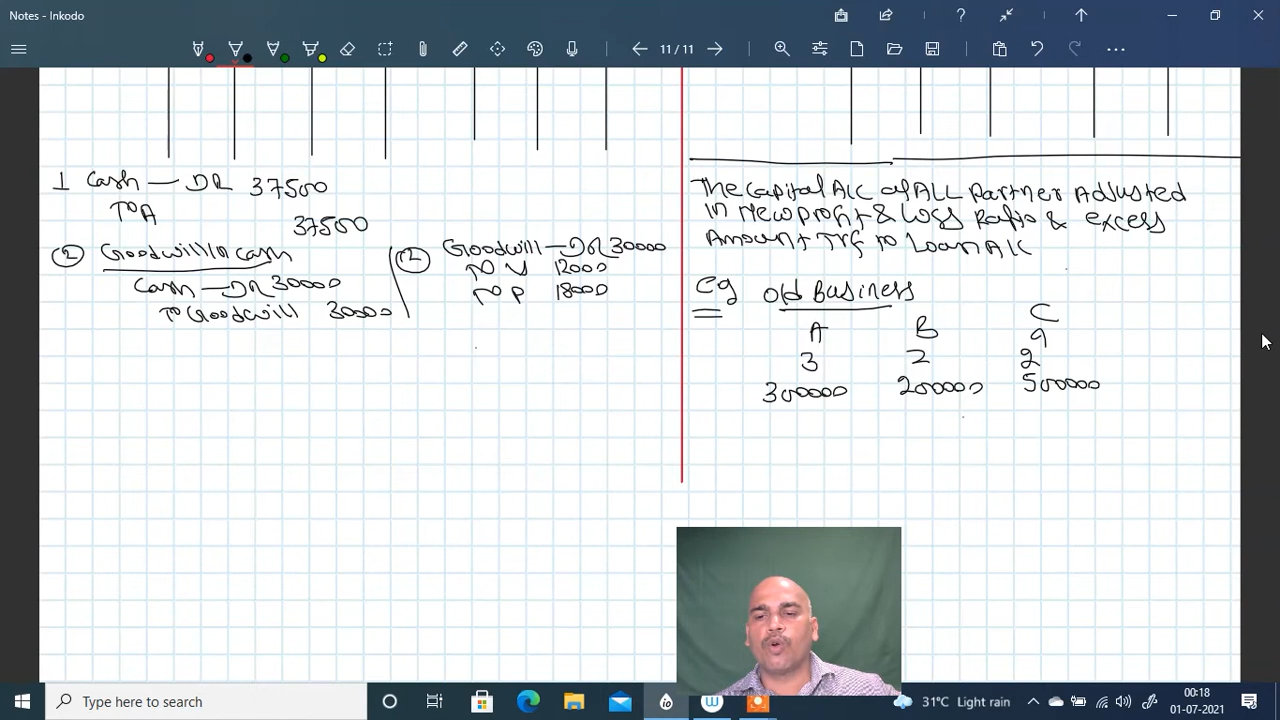 Notes - Inkodo
11 / 11
1 Cash — DR 37500
To A
37500
(2) Goodwill In Cash
Cash — DR 30000
To Goodwill 30000
(2) Goodwill — DR 30000
To V 12000
To P 18000
The Capital A/C of ALL Partner Adjusted
in New profit & Loss Ratio & excess
Amount Trf to Loan A/C
eg Old Business
A B C
3 2
300000 200000 500000
Type here to search
31°C Light rain
00:18
01-07-2021